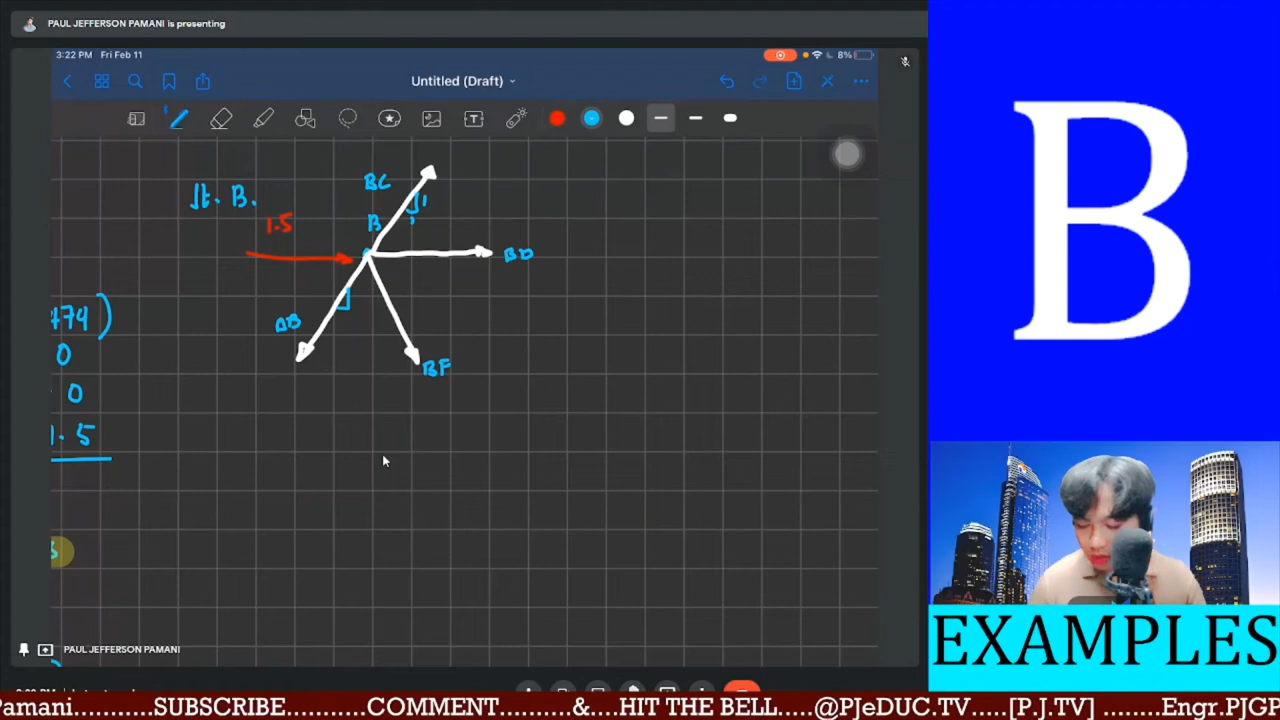 PAUL JEFFERSON PAMANI is presenting
3:22 PM Fri Feb 11
8%
Untitled (Draft)
Jt. B.
1.5
BC
B
BD
AB
BF
474)
0
0
1.5
PAUL JEFFERSON PAMANI
B
EXAMPLES
Pamani..........SUBSCRIBE..........COMMENT.........&....HIT THE BELL.....@PJeDUC.TV.....[P.J.TV] ........Engr.PJGP